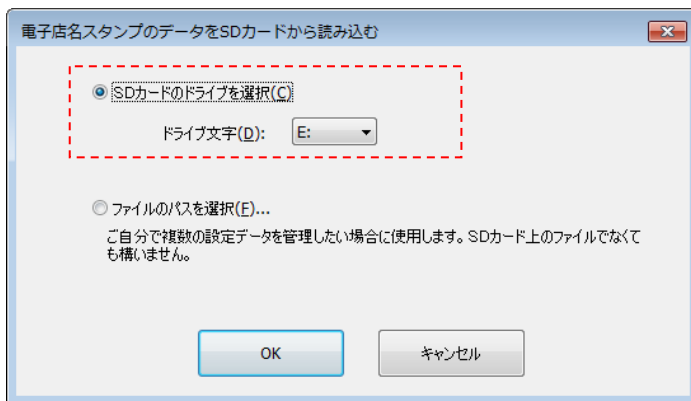 電子店名スタンプのデータをSDカードから読み込む
SDカードのドライブを選択(C)
ドライブ文字(D): E:
ファイルのパスを選択(F)...
ご自分で複数の設定データを管理したい場合に使用します。SDカード上のファイルでなくて
も構いません。
OK キャンセル